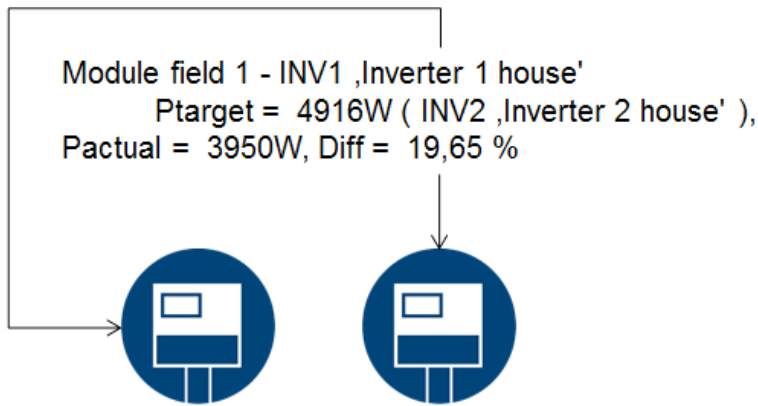 Module field 1 - INV1 ,Inverter 1 house'
Ptarget = 4916W ( INV2 ,Inverter 2 house' ),
Pactual = 3950W, Diff = 19,65 %